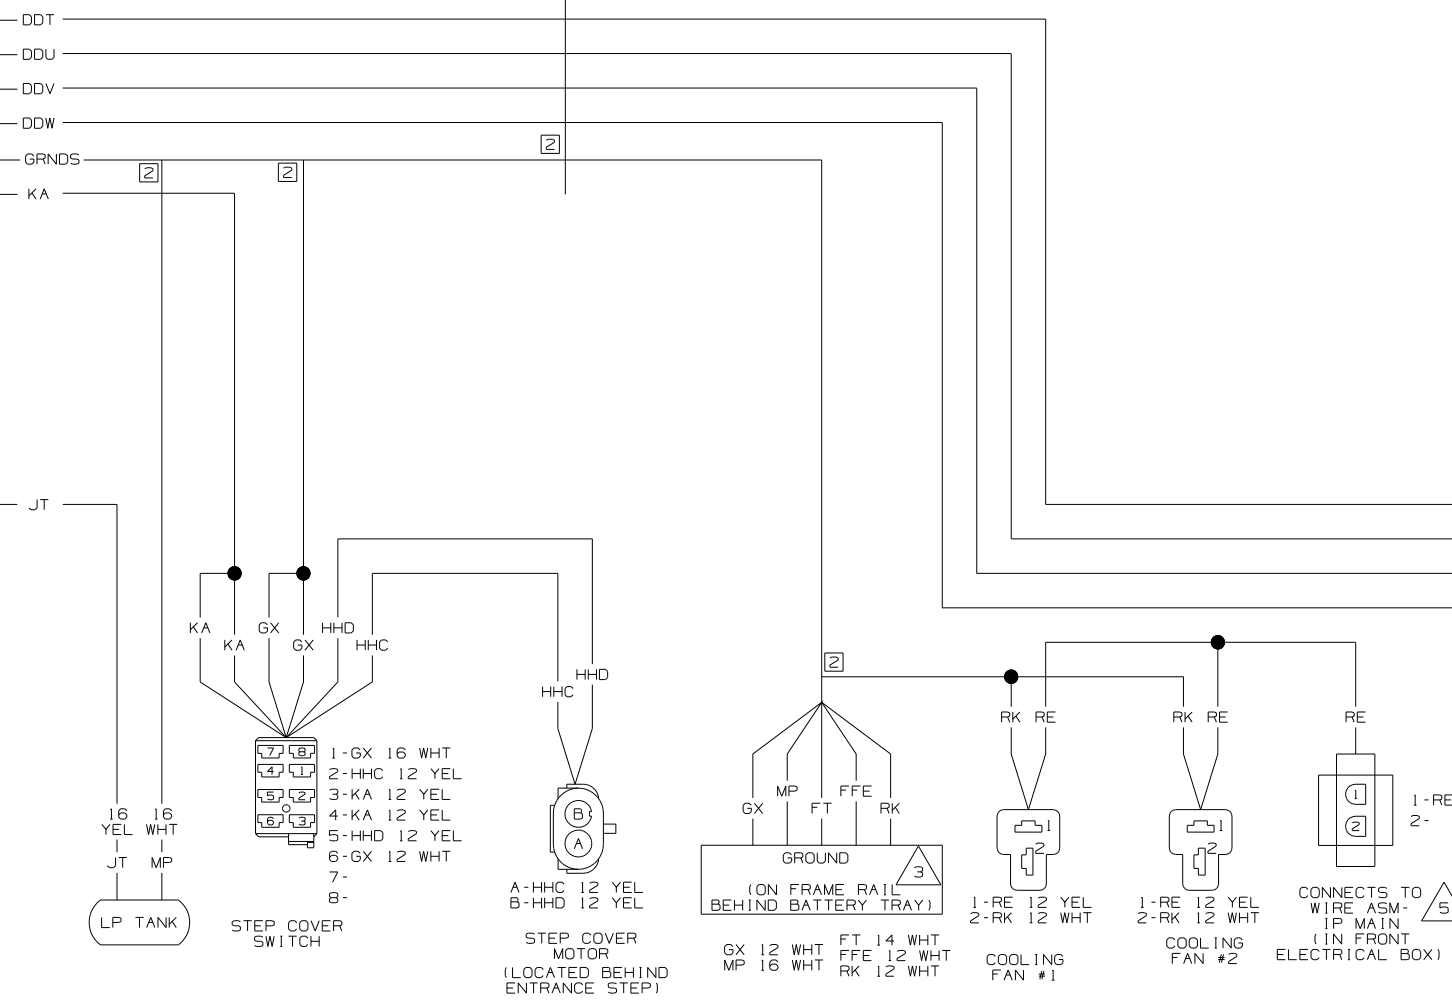 DDT
DDU
DDV
DDW
2
GRNDS
2
2
KA
JT
KA
GX
HHD
KA
GX
HHC
HHD
HHC
2
RK RE
RK RE
RE
7 8
4 1
5 2
6 3
1-GX 16 WHT
2-HHC 12 YEL
3-KA 12 YEL
4-KA 12 YEL
5-HHD 12 YEL
6-GX 12 WHT
7-
8-
STEP COVER
SWITCH
16
YEL
JT
16
WHT
MP
LP TANK
B
A
A-HHC 12 YEL
B-HHD 12 YEL
STEP COVER
MOTOR
(LOCATED BEHIND
ENTRANCE STEP)
GX
MP
FT
FFE
RK
GROUND
3
(ON FRAME RAIL
BEHIND BATTERY TRAY)
GX 12 WHT
MP 16 WHT
FT 14 WHT
FFE 12 WHT
RK 12 WHT
1
2
1-RE 12 YEL
2-RK 12 WHT
COOLING
FAN #1
1
2
1-RE 12 YEL
2-RK 12 WHT
COOLING
FAN #2
1
2
1-RE
2-
CONNECTS TO
WIRE ASM-
IP MAIN
(IN FRONT
ELECTRICAL BOX)
5